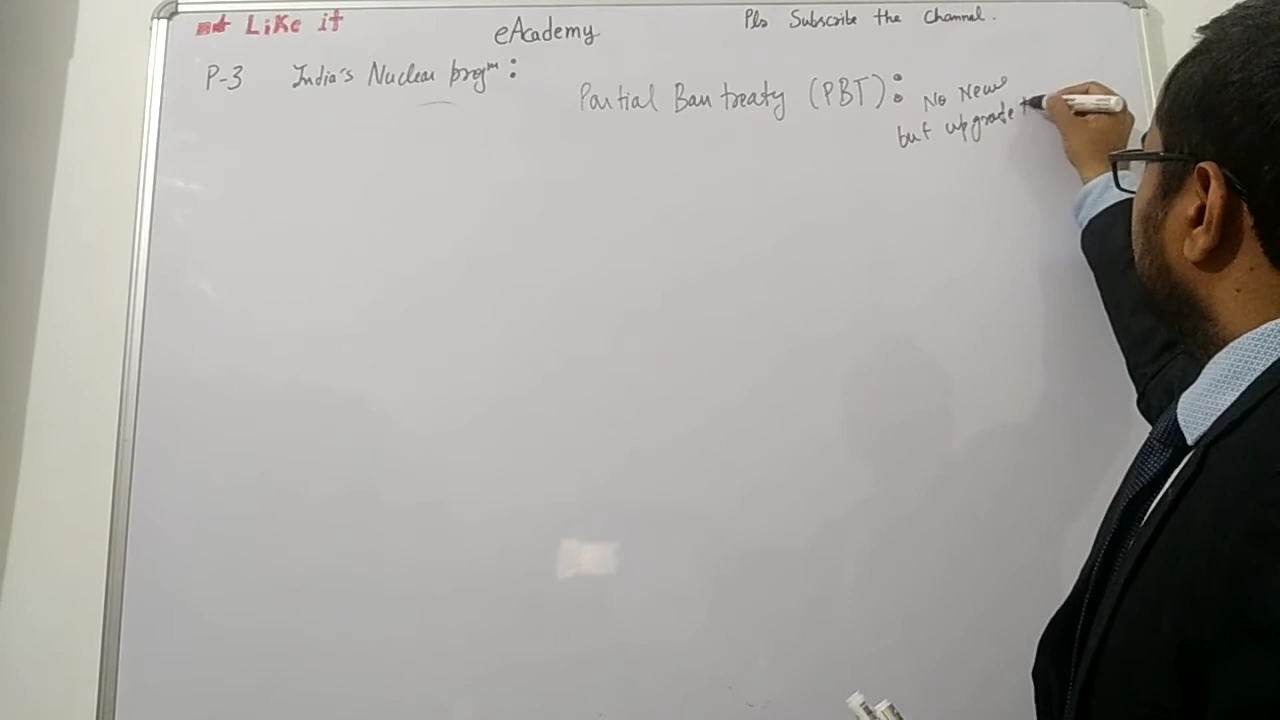 Like it
eAcademy
Pls Subscribe the Channel.
P-3 India's Nuclear progm :
Partial Ban treaty (PBT) : No New
but upgrade